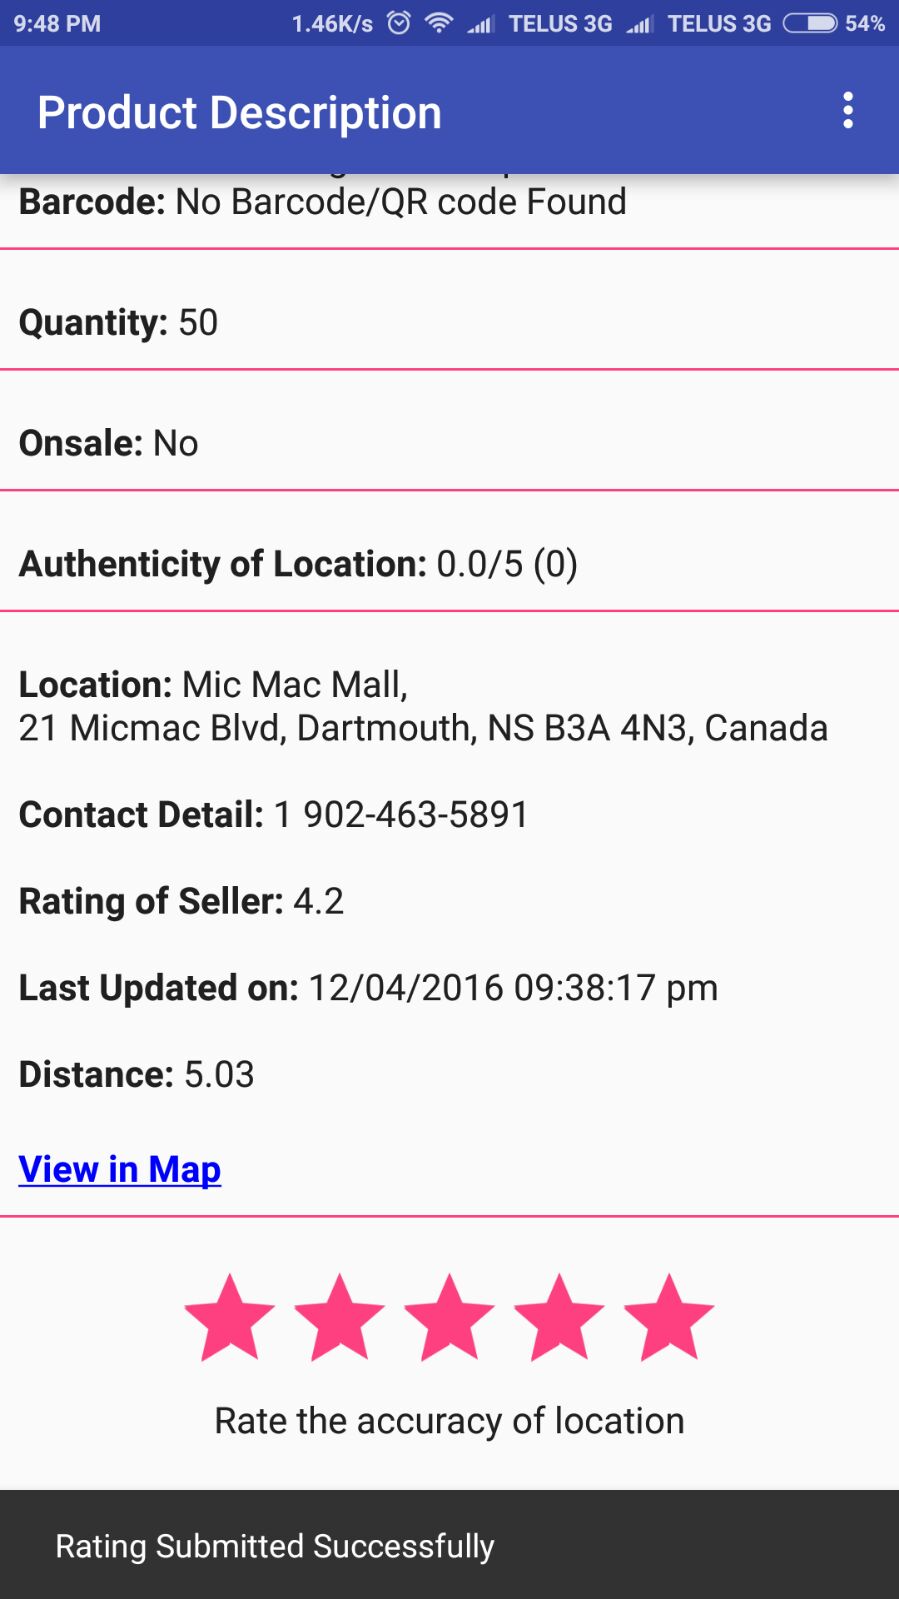 9:48 PM 1.46K/s TELUS 3G TELUS 3G 54%
Product Description
Barcode: No Barcode/QR code Found
Quantity: 50
Onsale: No
Authenticity of Location: 0.0/5 (0)
Location: Mic Mac Mall,
21 Micmac Blvd, Dartmouth, NS B3A 4N3, Canada
Contact Detail: 1 902-463-5891
Rating of Seller: 4.2
Last Updated on: 12/04/2016 09:38:17 pm
Distance: 5.03
View in Map
Rate the accuracy of location
Rating Submitted Successfully